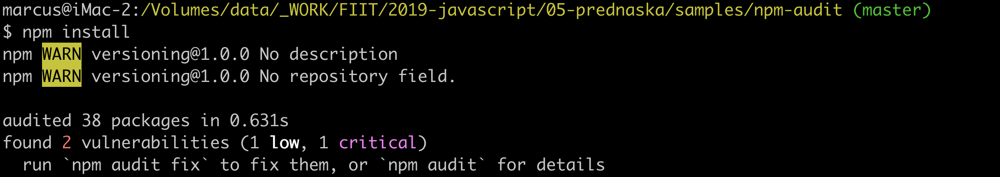 marcus@iMac-2:/Volumes/data/_WORK/FIIT/2019-javascript/05-prednaska/samples/npm-audit (master)
$ npm install
npm WARN versioning@1.0.0 No description
npm WARN versioning@1.0.0 No repository field.
audited 38 packages in 0.631s
found 2 vulnerabilities (1 low, 1 critical)
  run `npm audit fix` to fix them, or `npm audit` for details